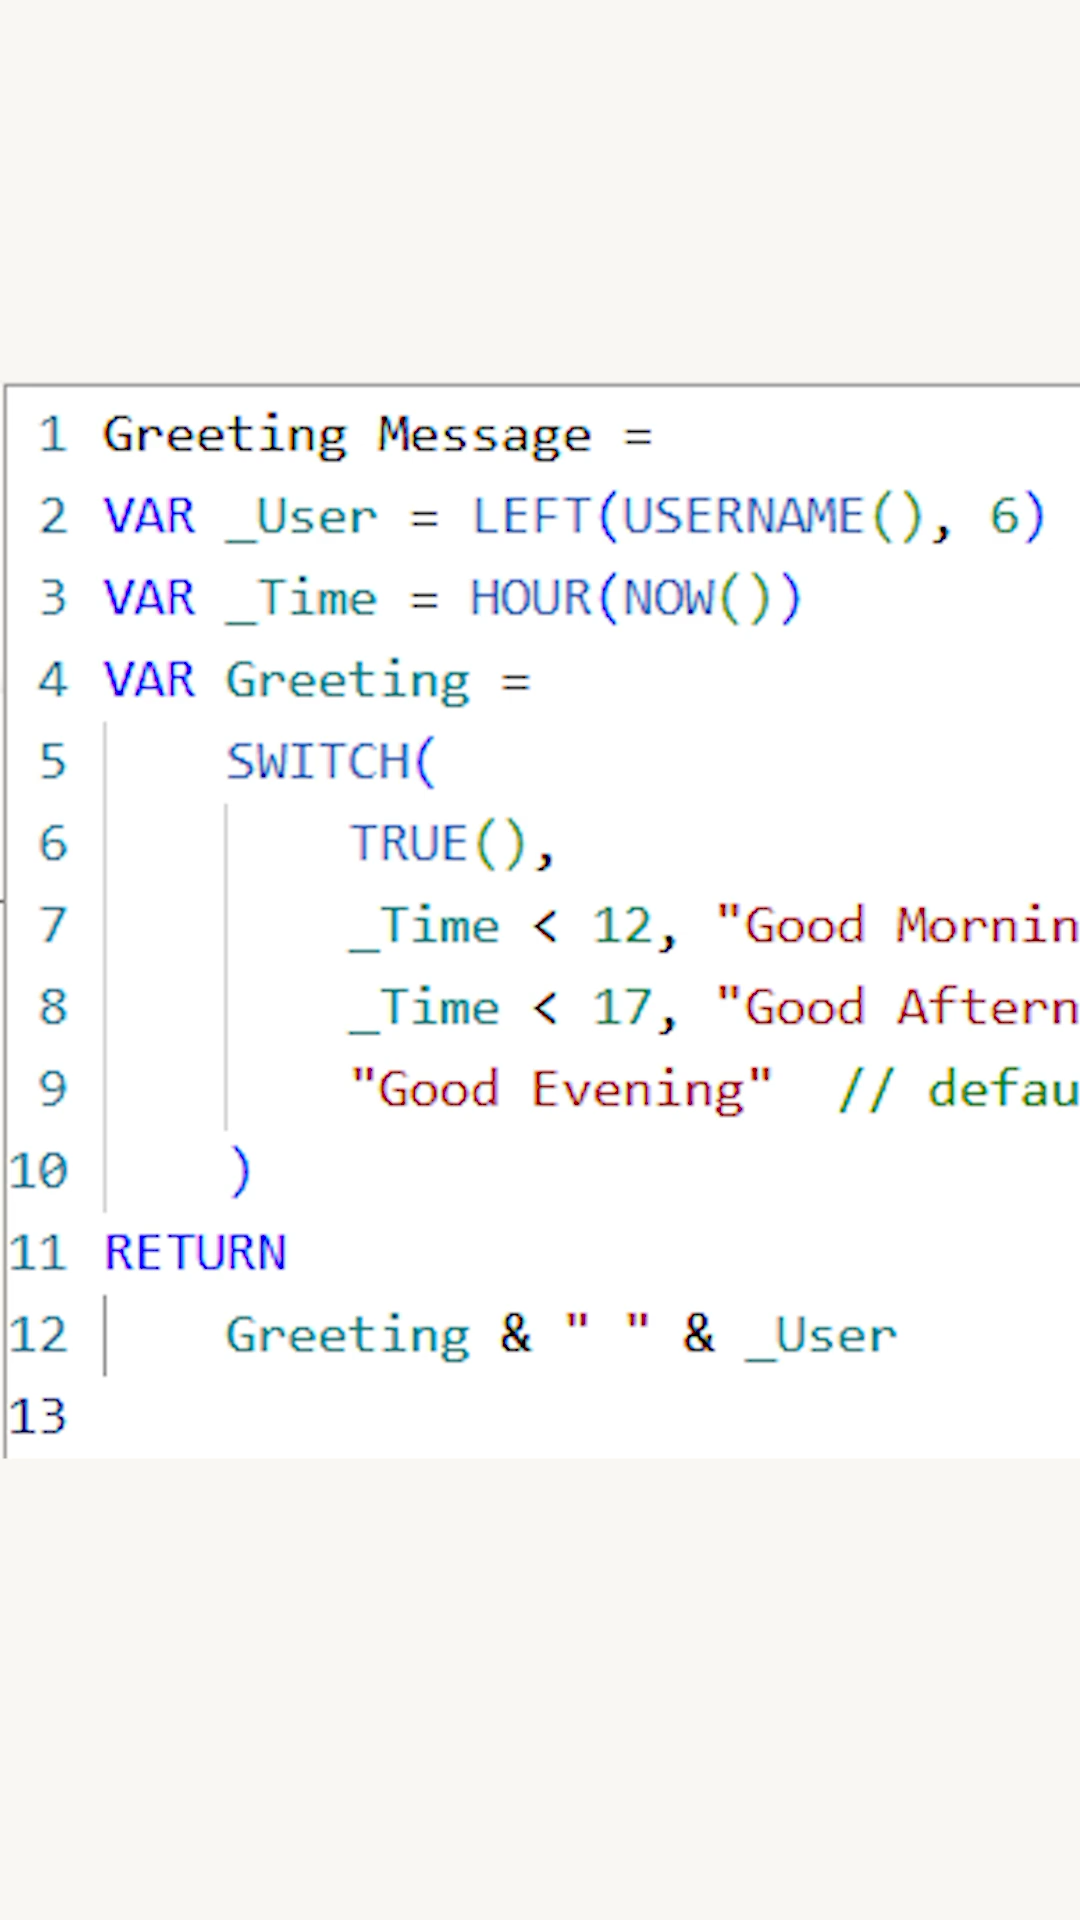 1 Greeting Message =
2 VAR _User = LEFT(USERNAME(), 6)
3 VAR _Time = HOUR(NOW())
4 VAR Greeting =
5 SWITCH(
6 TRUE(),
7 _Time < 12, "Good Mornin
8 _Time < 17, "Good Aftern
9 "Good Evening" // defau
10 )
11 RETURN
12 Greeting & " " & _User
13